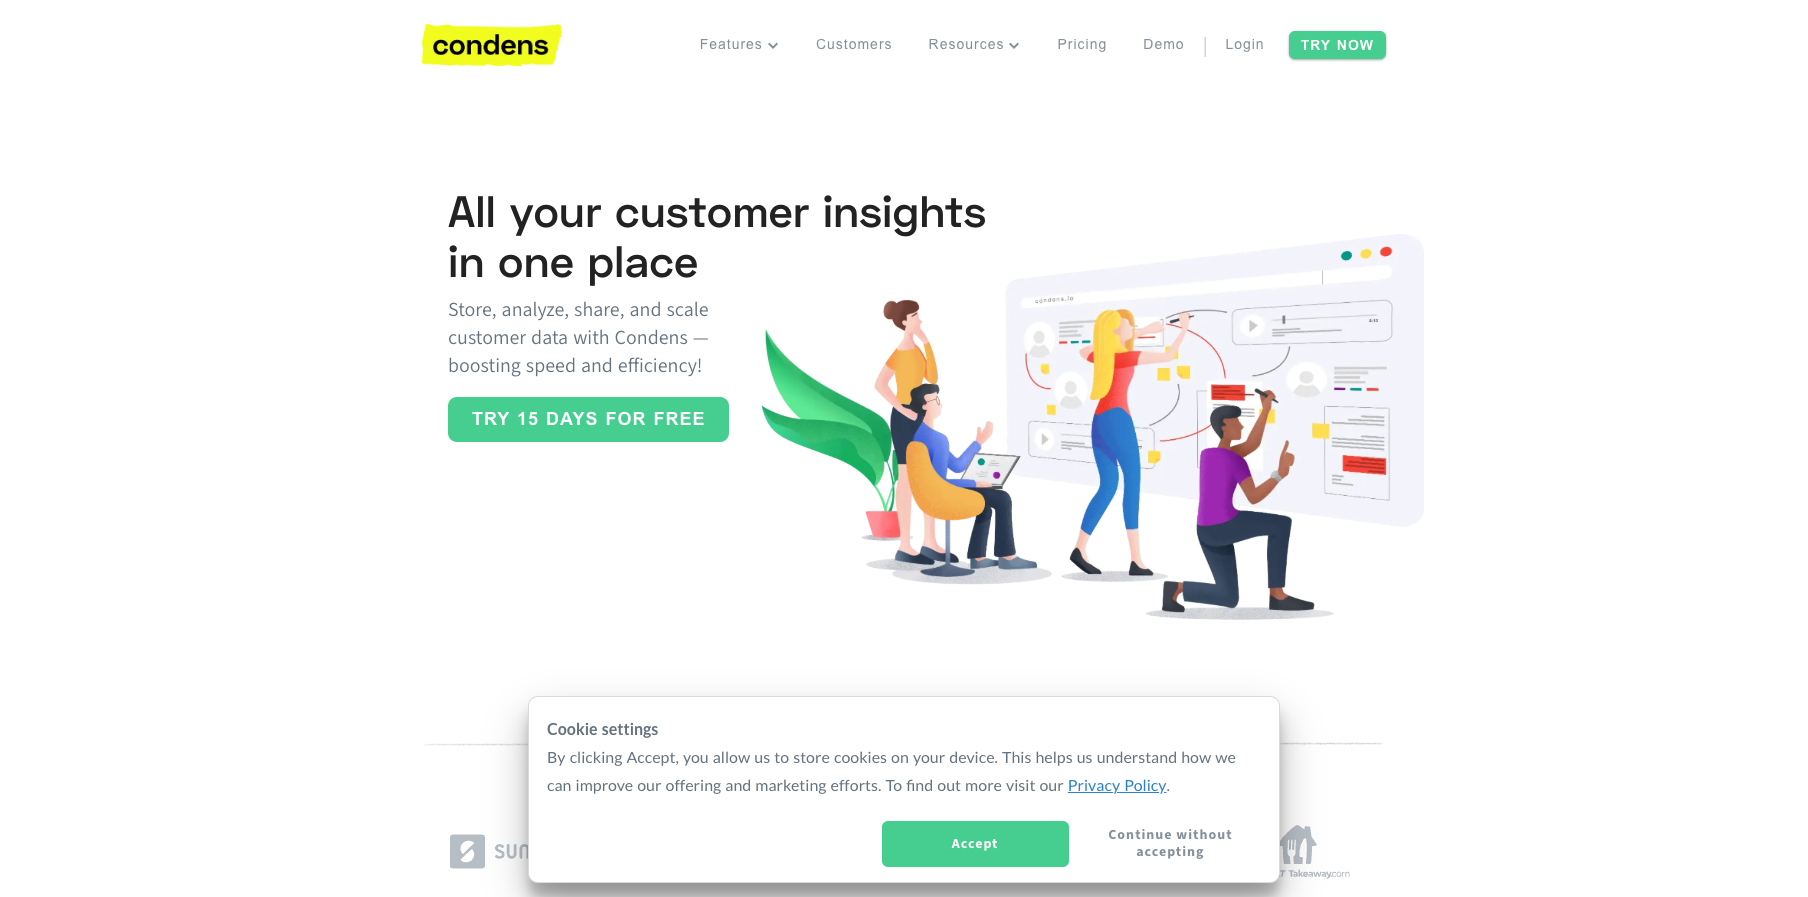 condens
Features
Customers
Resources
Pricing
Demo
Login
TRY NOW
All your customer insights
in one place
Store, analyze, share, and scale
customer data with Condens —
boosting speed and efficiency!
TRY 15 DAYS FOR FREE
condens.io
Cookie settings
By clicking Accept, you allow us to store cookies on your device. This helps us understand how we
can improve our offering and marketing efforts. To find out more visit our Privacy Policy.
Accept
Continue without
accepting
Takeaway.com